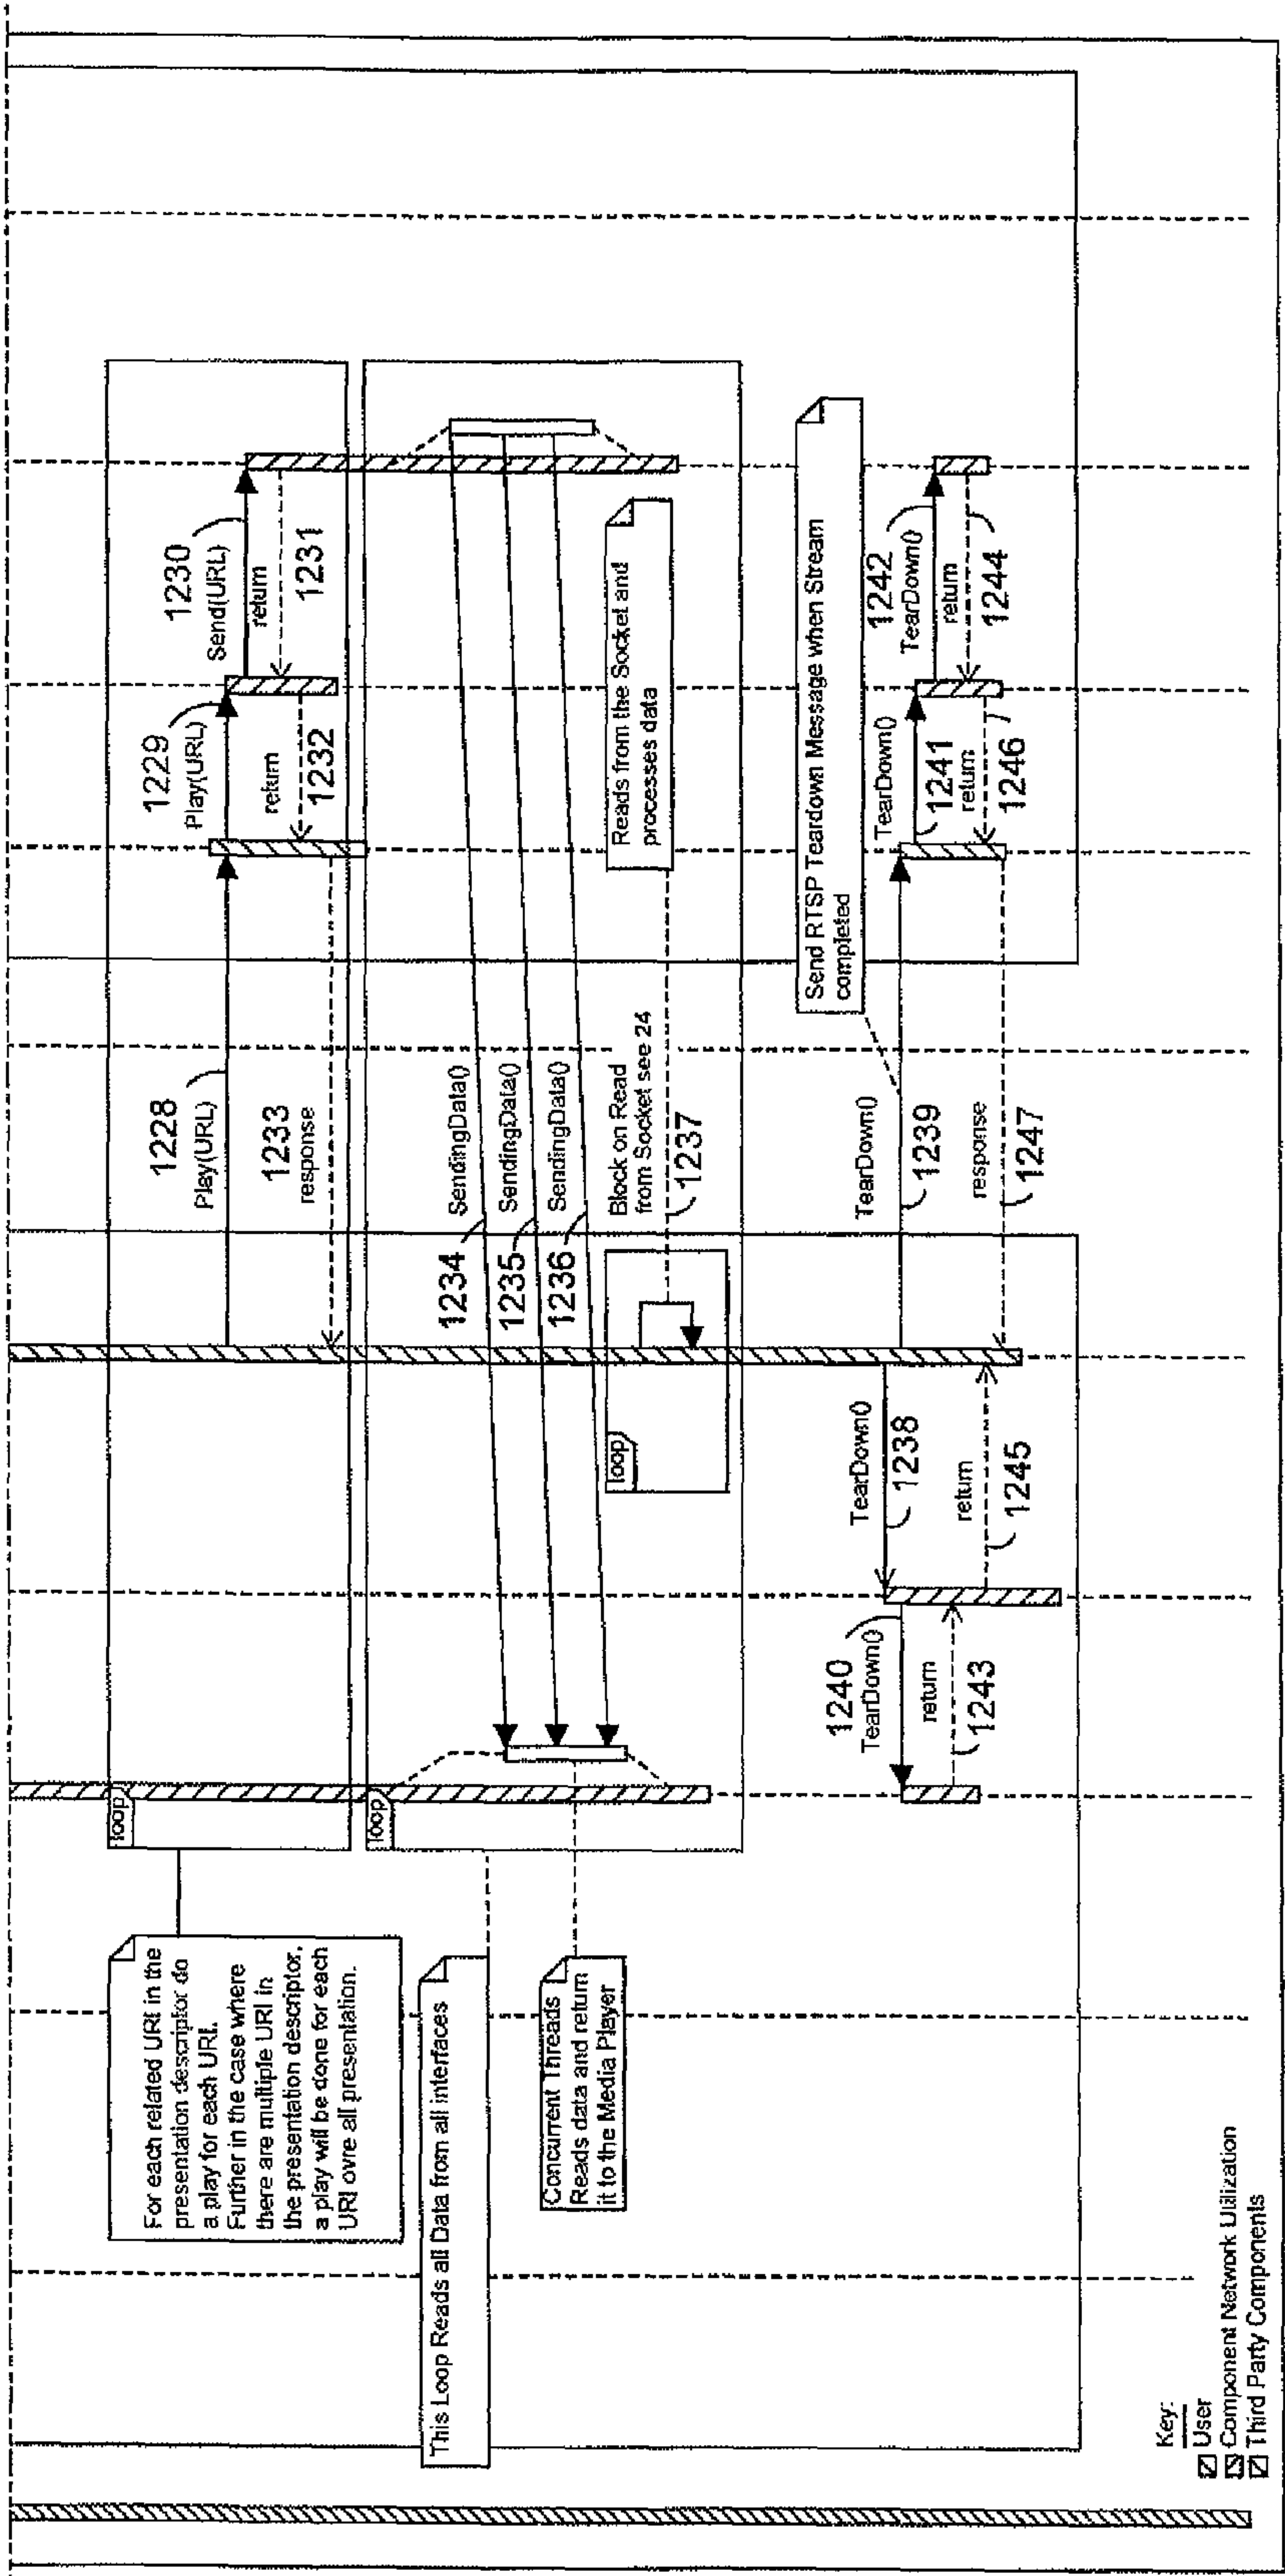 For each related URI in the
presentation descriptor do
a play for each URI.
Further in the case where
there are multiple URI in
the presentation descriptor,
a play will be done for each
URI ovre all presentation.
loop
1228
Play(URL)
1229
Play(URL)
1230
Send(URL)
return
1231
return
1232
1233
response
This Loop Reads all Data from all interfaces
loop
1234
SendingData()
1235
SendingData()
1236
SendingData()
Concurrent Threads
Reads data and return
it to the Media Player
loop
Block on Read
from Socket see 24
1237
Reads from the Socket and
processes data
Send RTSP Teardown Message when Stream
completed
1240
TearDown()
return
1243
TearDown()
1238
return
1245
TearDown()
1239
response
1247
TearDown()
1241
return
1246
1242
TearDown()
return
1244
Key:
User
Component Network Utilization
Third Party Components